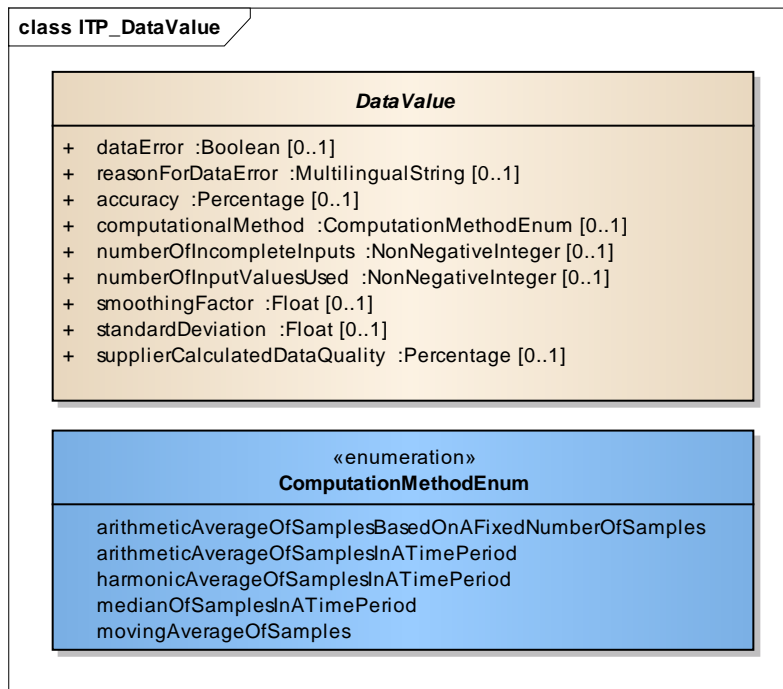 class ITP_DataValue
DataValue
+ dataError :Boolean [0..1]
+ reasonForDataError :MultilingualString [0..1]
+ accuracy :Percentage [0..1]
+ computationalMethod :ComputationMethodEnum [0..1]
+ numberOfIncompleteInputs :NonNegativeInteger [0..1]
+ numberOfInputValuesUsed :NonNegativeInteger [0..1]
+ smoothingFactor :Float [0..1]
+ standardDeviation :Float [0..1]
+ supplierCalculatedDataQuality :Percentage [0..1]
«enumeration»
ComputationMethodEnum
arithmeticAverageOfSamplesBasedOnAFixedNumberOfSamples
arithmeticAverageOfSamplesInATimePeriod
harmonicAverageOfSamplesInATimePeriod
medianOfSamplesInATimePeriod
movingAverageOfSamples